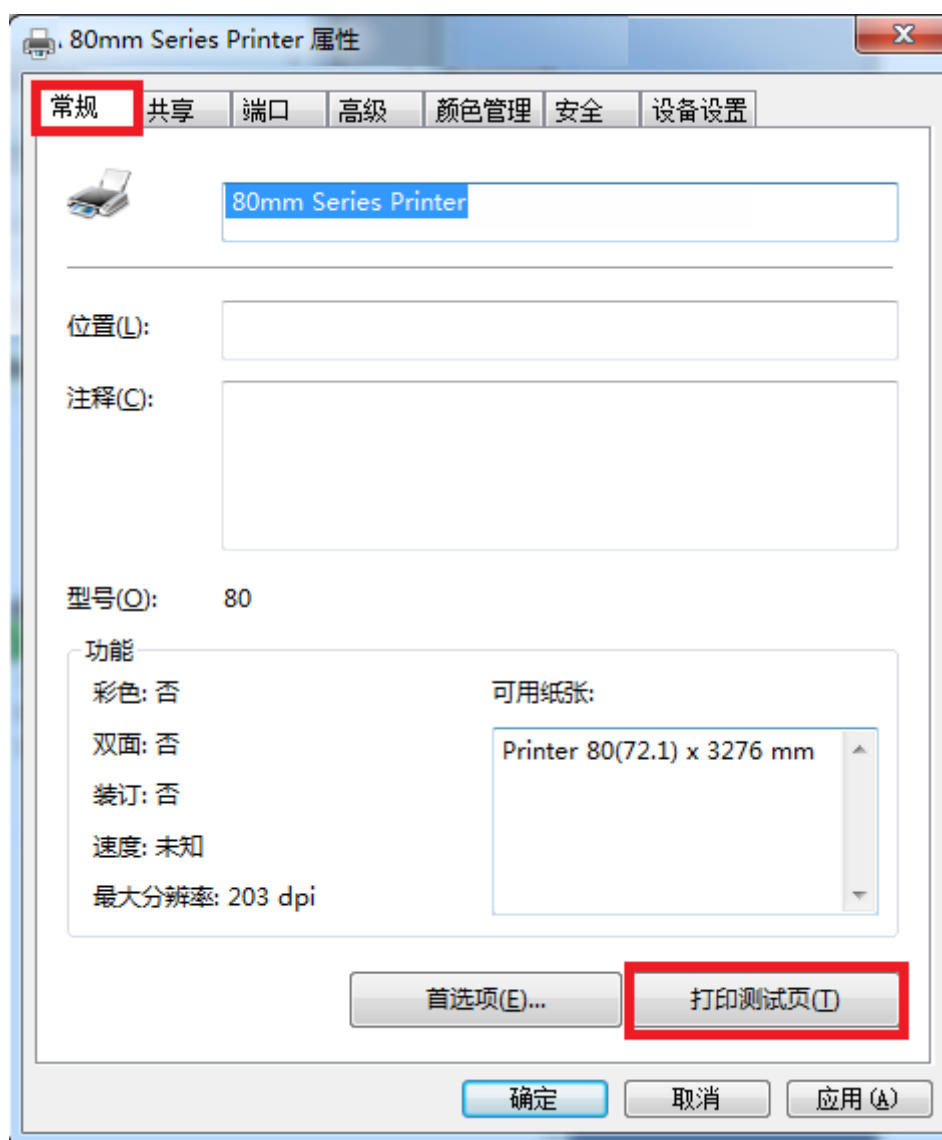 80mm Series Printer 属性
常规 共享 端口 高级 颜色管理 安全 设备设置
80mm Series Printer
位置(L):
注释(C):
型号(O): 80
功能
彩色: 否 可用纸张:
双面: 否 Printer 80(72.1) x 3276 mm
装订: 否
速度: 未知
最大分辨率: 203 dpi
首选项(E)... 打印测试页(T)
确定 取消 应用(A)